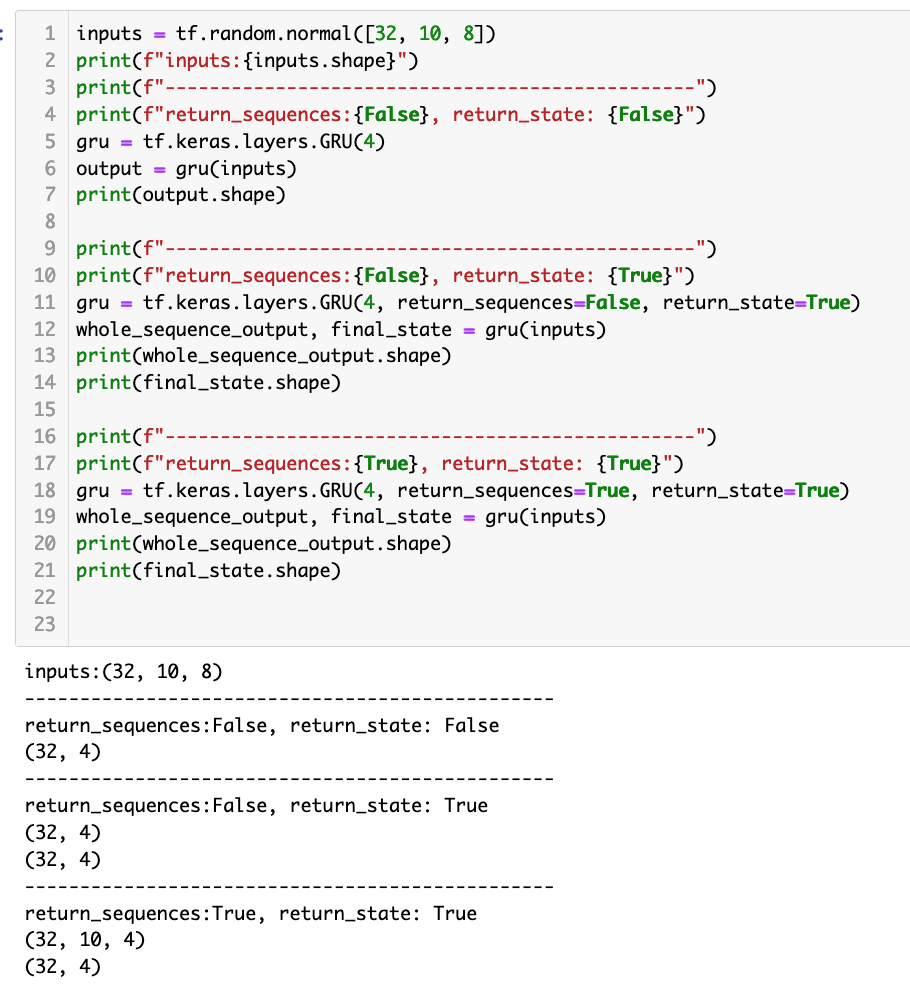 1 inputs = tf.random.normal([32, 10, 8])
2 print(f"inputs:{inputs.shape}")
3 print(f"------------------------------------------------")
4 print(f"return_sequences:{False}, return_state: {False}")
5 gru = tf.keras.layers.GRU(4)
6 output = gru(inputs)
7 print(output.shape)
8
9 print(f"------------------------------------------------")
10 print(f"return_sequences:{False}, return_state: {True}")
11 gru = tf.keras.layers.GRU(4, return_sequences=False, return_state=True)
12 whole_sequence_output, final_state = gru(inputs)
13 print(whole_sequence_output.shape)
14 print(final_state.shape)
15
16 print(f"------------------------------------------------")
17 print(f"return_sequences:{True}, return_state: {True}")
18 gru = tf.keras.layers.GRU(4, return_sequences=True, return_state=True)
19 whole_sequence_output, final_state = gru(inputs)
20 print(whole_sequence_output.shape)
21 print(final_state.shape)
22
23
inputs:(32, 10, 8)
------------------------------------------------
return_sequences:False, return_state: False
(32, 4)
------------------------------------------------
return_sequences:False, return_state: True
(32, 4)
(32, 4)
------------------------------------------------
return_sequences:True, return_state: True
(32, 10, 4)
(32, 4)